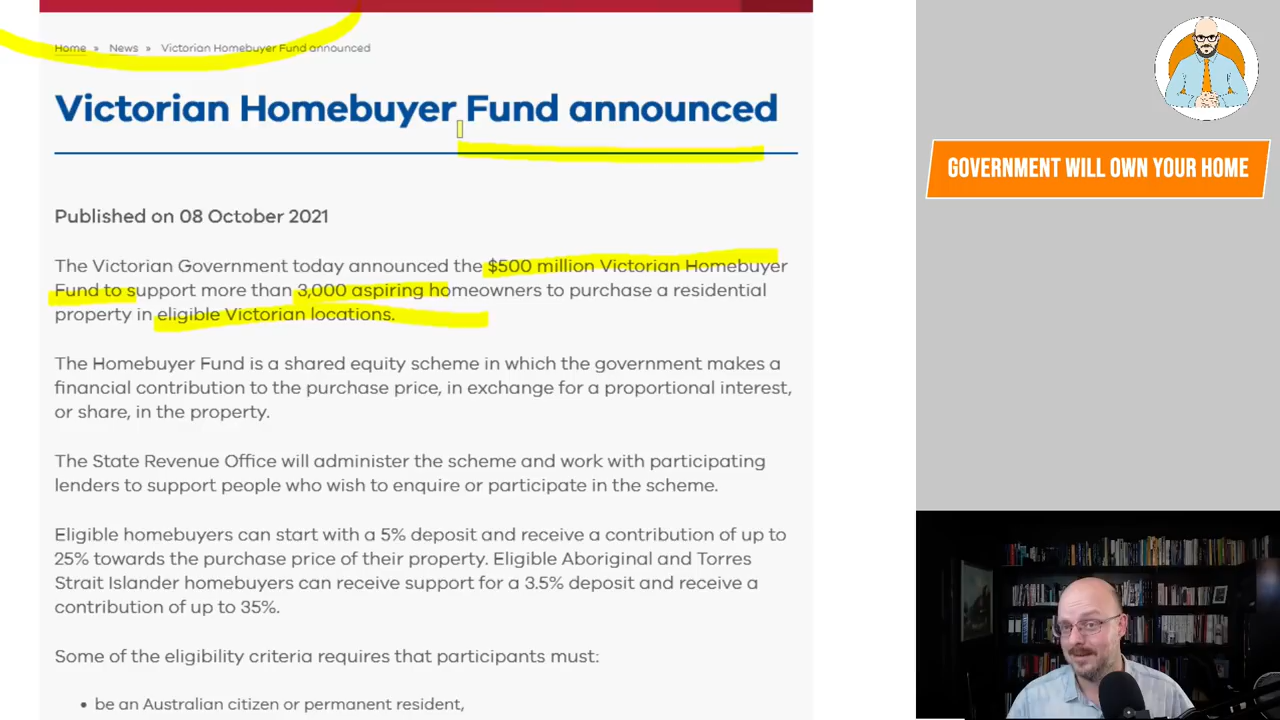 Home » News » Victorian Homebuyer Fund announced
Victorian Homebuyer Fund announced
Published on 08 October 2021
The Victorian Government today announced the $500 million Victorian Homebuyer
Fund to support more than 3,000 aspiring homeowners to purchase a residential
property in eligible Victorian locations.
The Homebuyer Fund is a shared equity scheme in which the government makes a
financial contribution to the purchase price, in exchange for a proportional interest,
or share, in the property.
The State Revenue Office will administer the scheme and work with participating
lenders to support people who wish to enquire or participate in the scheme.
Eligible homebuyers can start with a 5% deposit and receive a contribution of up to
25% towards the purchase price of their property. Eligible Aboriginal and Torres
Strait Islander homebuyers can receive support for a 3.5% deposit and receive a
contribution of up to 35%.
Some of the eligibility criteria requires that participants must:
• be an Australian citizen or permanent resident,
GOVERNMENT WILL OWN YOUR HOME